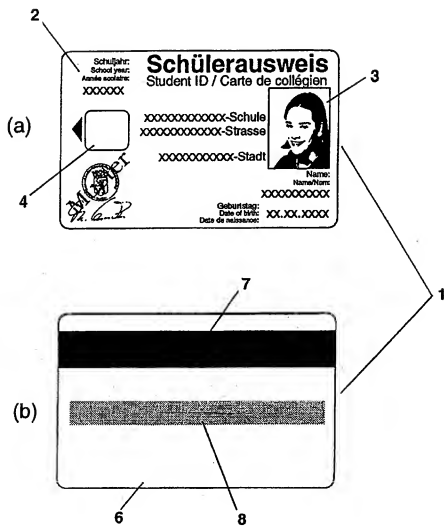 2
Schuljahr:
School year:
Année scolaire:
XXXXXX
Schülerausweis
Student ID / Carte de collégien
3
(a)
XXXXXXXXXXXX-Schule
XXXXXXXXXXXX-Strasse
XXXXXXXXXXX-Stadt
4
Muster
Name:
Name/Nom:
XXXXXXXXXX
Geburtstag:
Date of birth:
Date de naissance:
XX.XX.XXXX
1
7
(b)
6
8